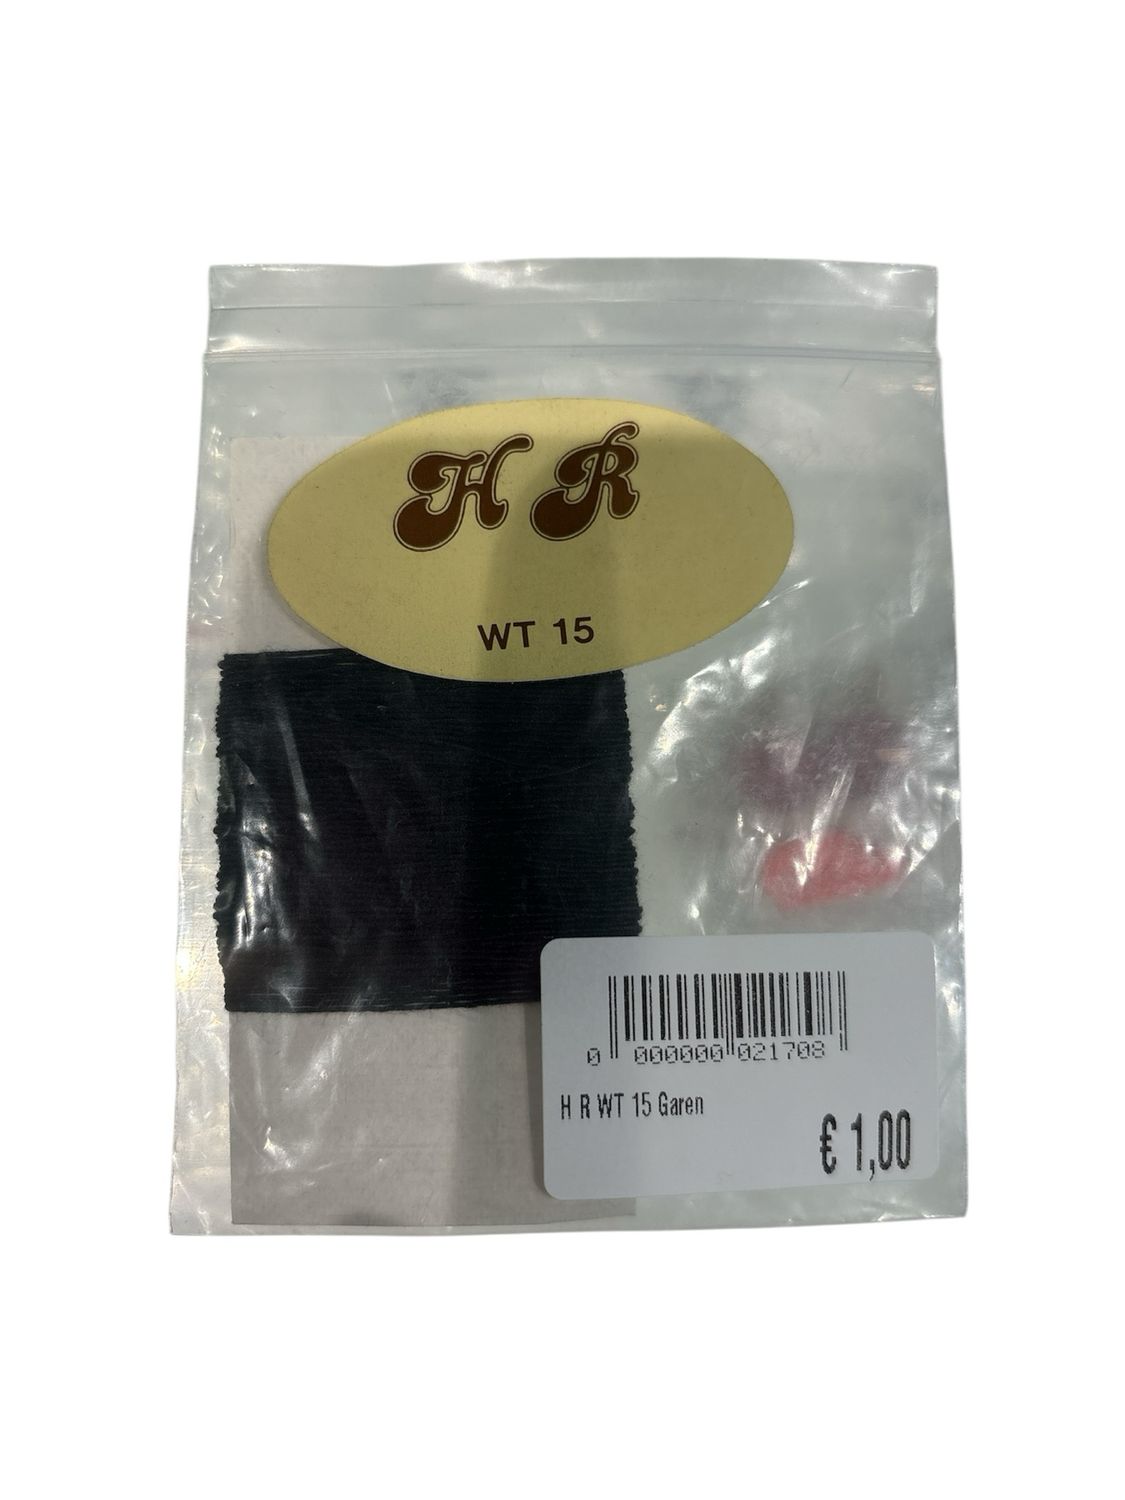 H R
WT 15
0 000000 021708
H R WT 15 Garen
€ 1,00